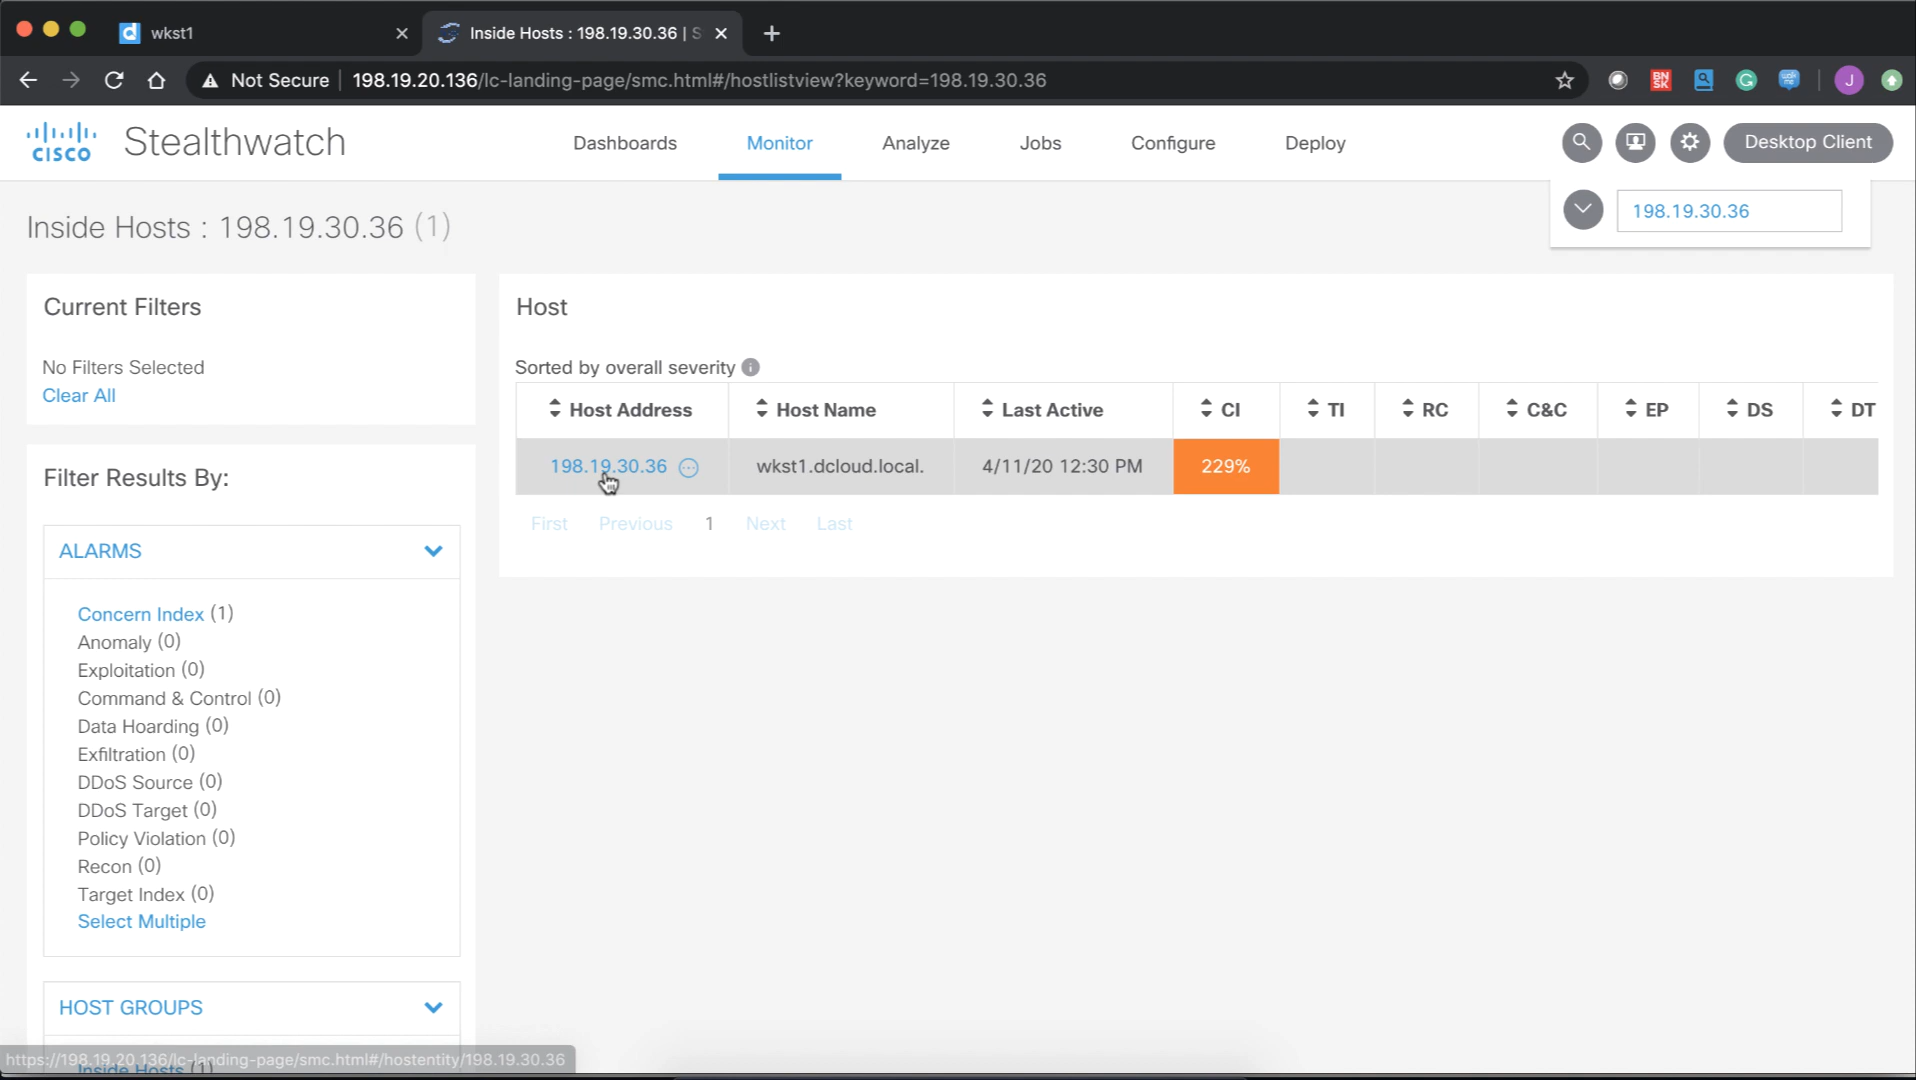 wkst1
Inside Hosts : 198.19.30.36 | S
Not Secure
198.19.20.136/lc-landing-page/smc.html#/hostlistview?keyword=198.19.30.36
BN
SK
G
J
CISCO
Stealthwatch
Dashboards
Monitor
Analyze
Jobs
Configure
Deploy
Desktop Client
198.19.30.36
Inside Hosts : 198.19.30.36 (1)
Current Filters
No Filters Selected
Clear All
Filter Results By:
ALARMS
Concern Index (1)
Anomaly (0)
Exploitation (0)
Command & Control (0)
Data Hoarding (0)
Exfiltration (0)
DDoS Source (0)
DDoS Target (0)
Policy Violation (0)
Recon (0)
Target Index (0)
Select Multiple
HOST GROUPS
Inside Hosts (1)
Host
Sorted by overall severity
Host Address
Host Name
Last Active
CI
TI
RC
C&C
EP
DS
DT
198.19.30.36
wkst1.dcloud.local.
4/11/20 12:30 PM
229%
First
Previous
1
Next
Last
https://198.19.20.136/lc-landing-page/smc.html#/hostentity/198.19.30.36